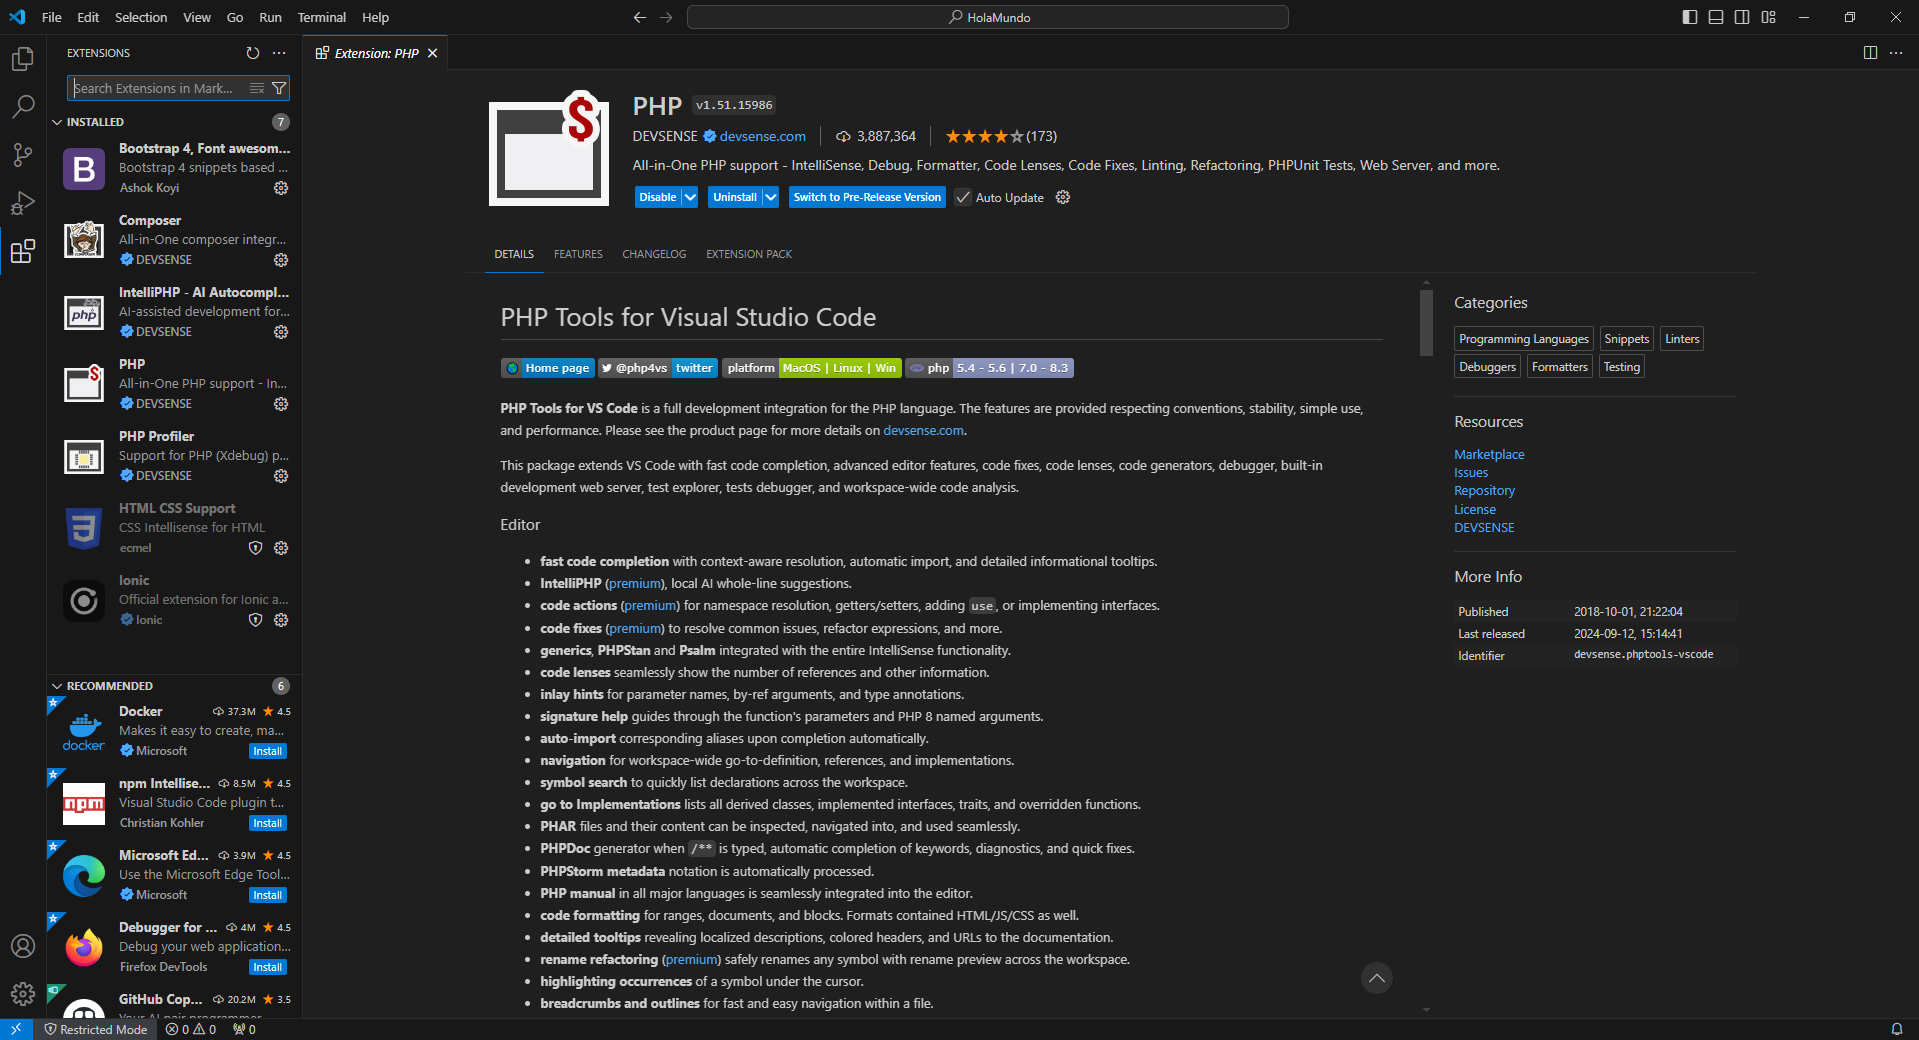 File Edit Selection View Go Run Terminal Help
HolaMundo
EXTENSIONS
Search Extensions in Mark...
INSTALLED 7
Bootstrap 4, Font awesom...
Bootstrap 4 snippets based ...
Ashok Koyi
Composer
All-in-One composer integr...
DEVSENSE
IntelliPHP - AI Autocompl...
AI-assisted development for...
DEVSENSE
php
PHP
All-in-One PHP support - In...
DEVSENSE
PHP Profiler
Support for PHP (Xdebug) p...
DEVSENSE
HTML CSS Support
CSS Intellisense for HTML
ecmel
Ionic
Official extension for Ionic a...
Ionic
RECOMMENDED 6
Docker 37.3M 4.5
Makes it easy to create, ma...
docker
Microsoft Install
npm Intellise... 8.5M 4.5
Visual Studio Code plugin t...
npm
Christian Kohler Install
Microsoft Ed... 3.9M 4.5
Use the Microsoft Edge Tool...
Microsoft Install
Debugger for ... 4M 4.5
Debug your web application...
Firefox DevTools Install
GitHub Cop... 20.2M 3.5
Your AI pair programmer
Extension: PHP
PHP v1.51.15986
DEVSENSE devsense.com 3,887,364 (173)
All-in-One PHP support - IntelliSense, Debug, Formatter, Code Lenses, Code Fixes, Linting, Refactoring, PHPUnit Tests, Web Server, and more.
Disable Uninstall Switch to Pre-Release Version Auto Update
DETAILS FEATURES CHANGELOG EXTENSION PACK
PHP Tools for Visual Studio Code
Home page @php4vs twitter platform MacOS | Linux | Win php 5.4 - 5.6 | 7.0 - 8.3
PHP Tools for VS Code is a full development integration for the PHP language. The features are provided respecting conventions, stability, simple use,
and performance. Please see the product page for more details on devsense.com.
This package extends VS Code with fast code completion, advanced editor features, code fixes, code lenses, code generators, debugger, built-in
development web server, test explorer, tests debugger, and workspace-wide code analysis.
Editor
• fast code completion with context-aware resolution, automatic import, and detailed informational tooltips.
• IntelliPHP (premium), local AI whole-line suggestions.
• code actions (premium) for namespace resolution, getters/setters, adding use, or implementing interfaces.
• code fixes (premium) to resolve common issues, refactor expressions, and more.
• generics, PHPStan and Psalm integrated with the entire IntelliSense functionality.
• code lenses seamlessly show the number of references and other information.
• inlay hints for parameter names, by-ref arguments, and type annotations.
• signature help guides through the function's parameters and PHP 8 named arguments.
• auto-import corresponding aliases upon completion automatically.
• navigation for workspace-wide go-to-definition, references, and implementations.
• symbol search to quickly list declarations across the workspace.
• go to Implementations lists all derived classes, implemented interfaces, traits, and overridden functions.
• PHAR files and their content can be inspected, navigated into, and used seamlessly.
• PHPDoc generator when /** is typed, automatic completion of keywords, diagnostics, and quick fixes.
• PHPStorm metadata notation is automatically processed.
• PHP manual in all major languages is seamlessly integrated into the editor.
• code formatting for ranges, documents, and blocks. Formats contained HTML/JS/CSS as well.
• detailed tooltips revealing localized descriptions, colored headers, and URLs to the documentation.
• rename refactoring (premium) safely renames any symbol with rename preview across the workspace.
• highlighting occurrences of a symbol under the cursor.
• breadcrumbs and outlines for fast and easy navigation within a file.
Categories
Programming Languages Snippets Linters
Debuggers Formatters Testing
Resources
Marketplace
Issues
Repository
License
DEVSENSE
More Info
Published 2018-10-01, 21:22:04
Last released 2024-09-12, 15:14:41
Identifier devsense.phptools-vscode
Restricted Mode 0 0 0